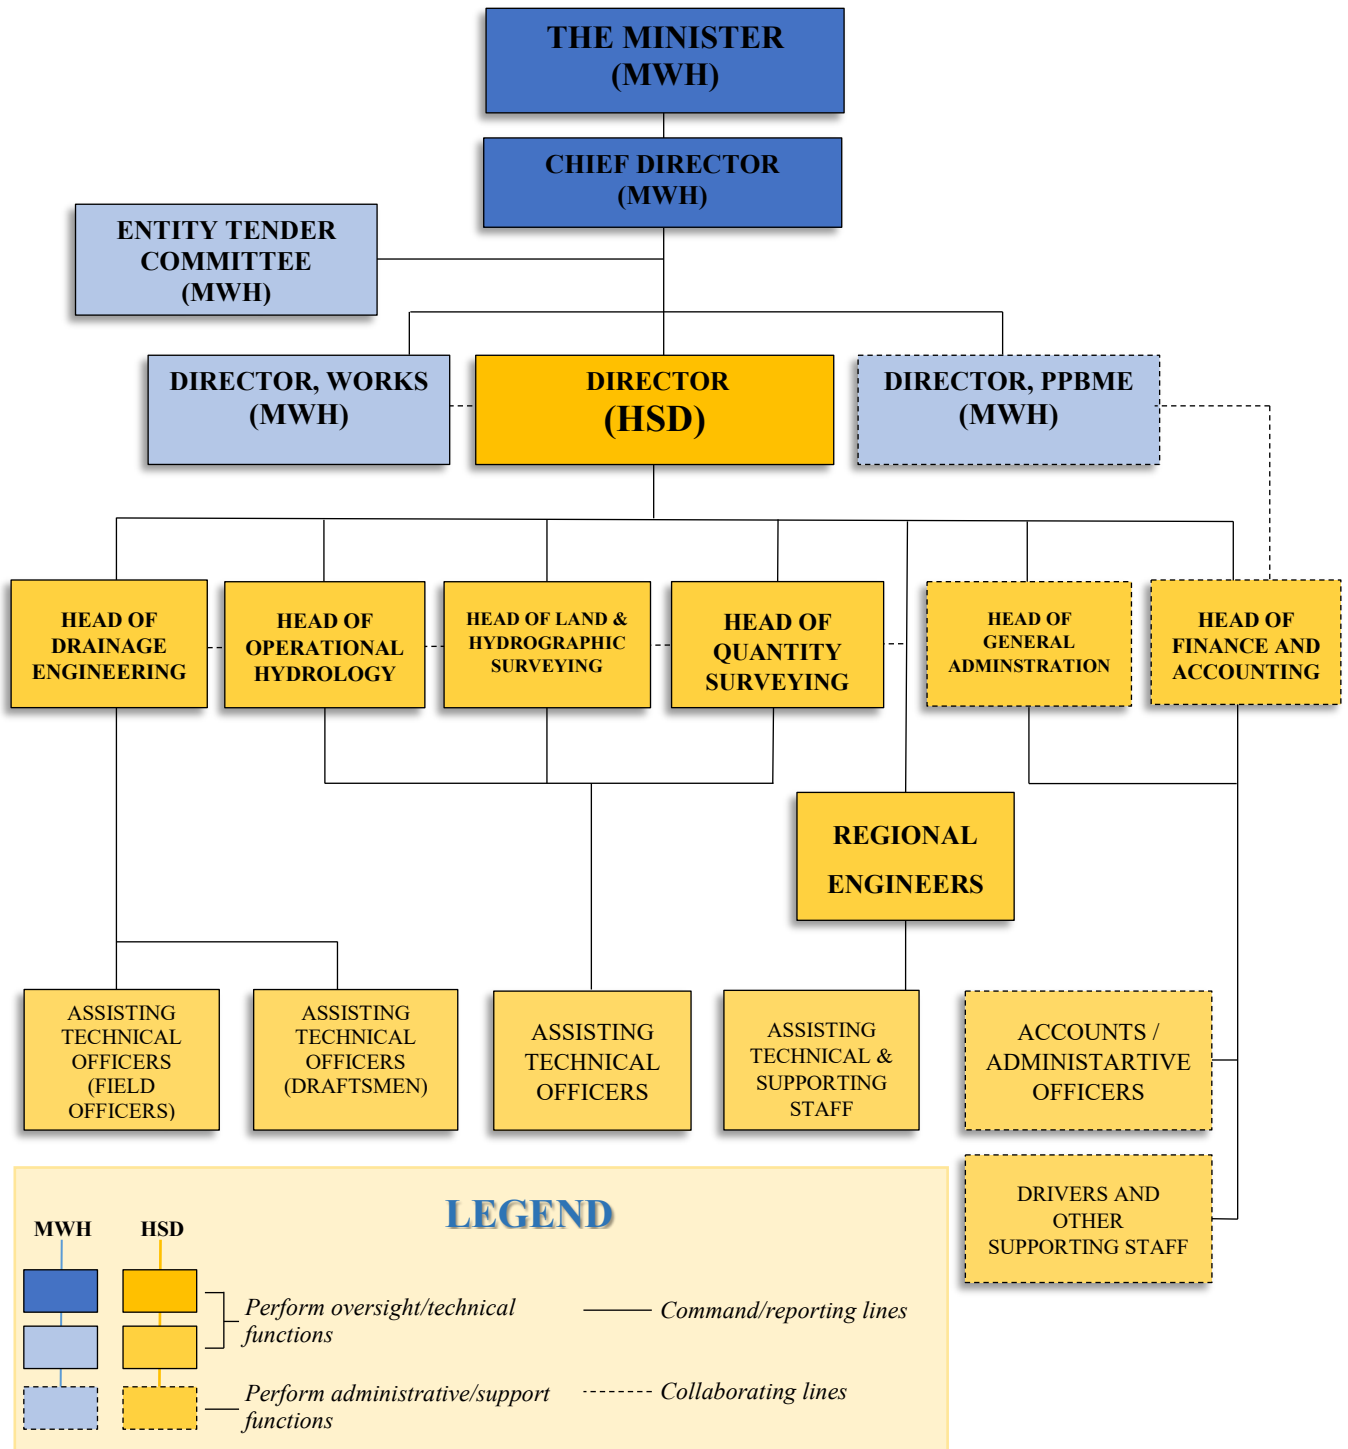 THE MINISTER
(MWH)
CHIEF DIRECTOR
(MWH)
ENTITY TENDER
COMMITTEE
(MWH)
DIRECTOR, WORKS
(MWH)
DIRECTOR
(HSD)
DIRECTOR, PPBME
(MWH)
HEAD OF
DRAINAGE
ENGINEERING
HEAD OF
OPERATIONAL
HYDROLOGY
HEAD OF LAND &
HYDROGRAPHIC
SURVEYING
HEAD OF
QUANTITY
SURVEYING
HEAD OF
GENERAL
ADMINSTRATION
HEAD OF
FINANCE AND
ACCOUNTING
REGIONAL
ENGINEERS
ASSISTING
TECHNICAL
OFFICERS
(FIELD
OFFICERS)
ASSISTING
TECHNICAL
OFFICERS
(DRAFTSMEN)
ASSISTING
TECHNICAL
OFFICERS
ASSISTING
TECHNICAL &
SUPPORTING
STAFF
ACCOUNTS /
ADMINISTARTIVE
OFFICERS
DRIVERS AND
OTHER
SUPPORTING STAFF
LEGEND
MWH
HSD
Perform oversight/technical
functions
Command/reporting lines
Perform administrative/support
functions
Collaborating lines